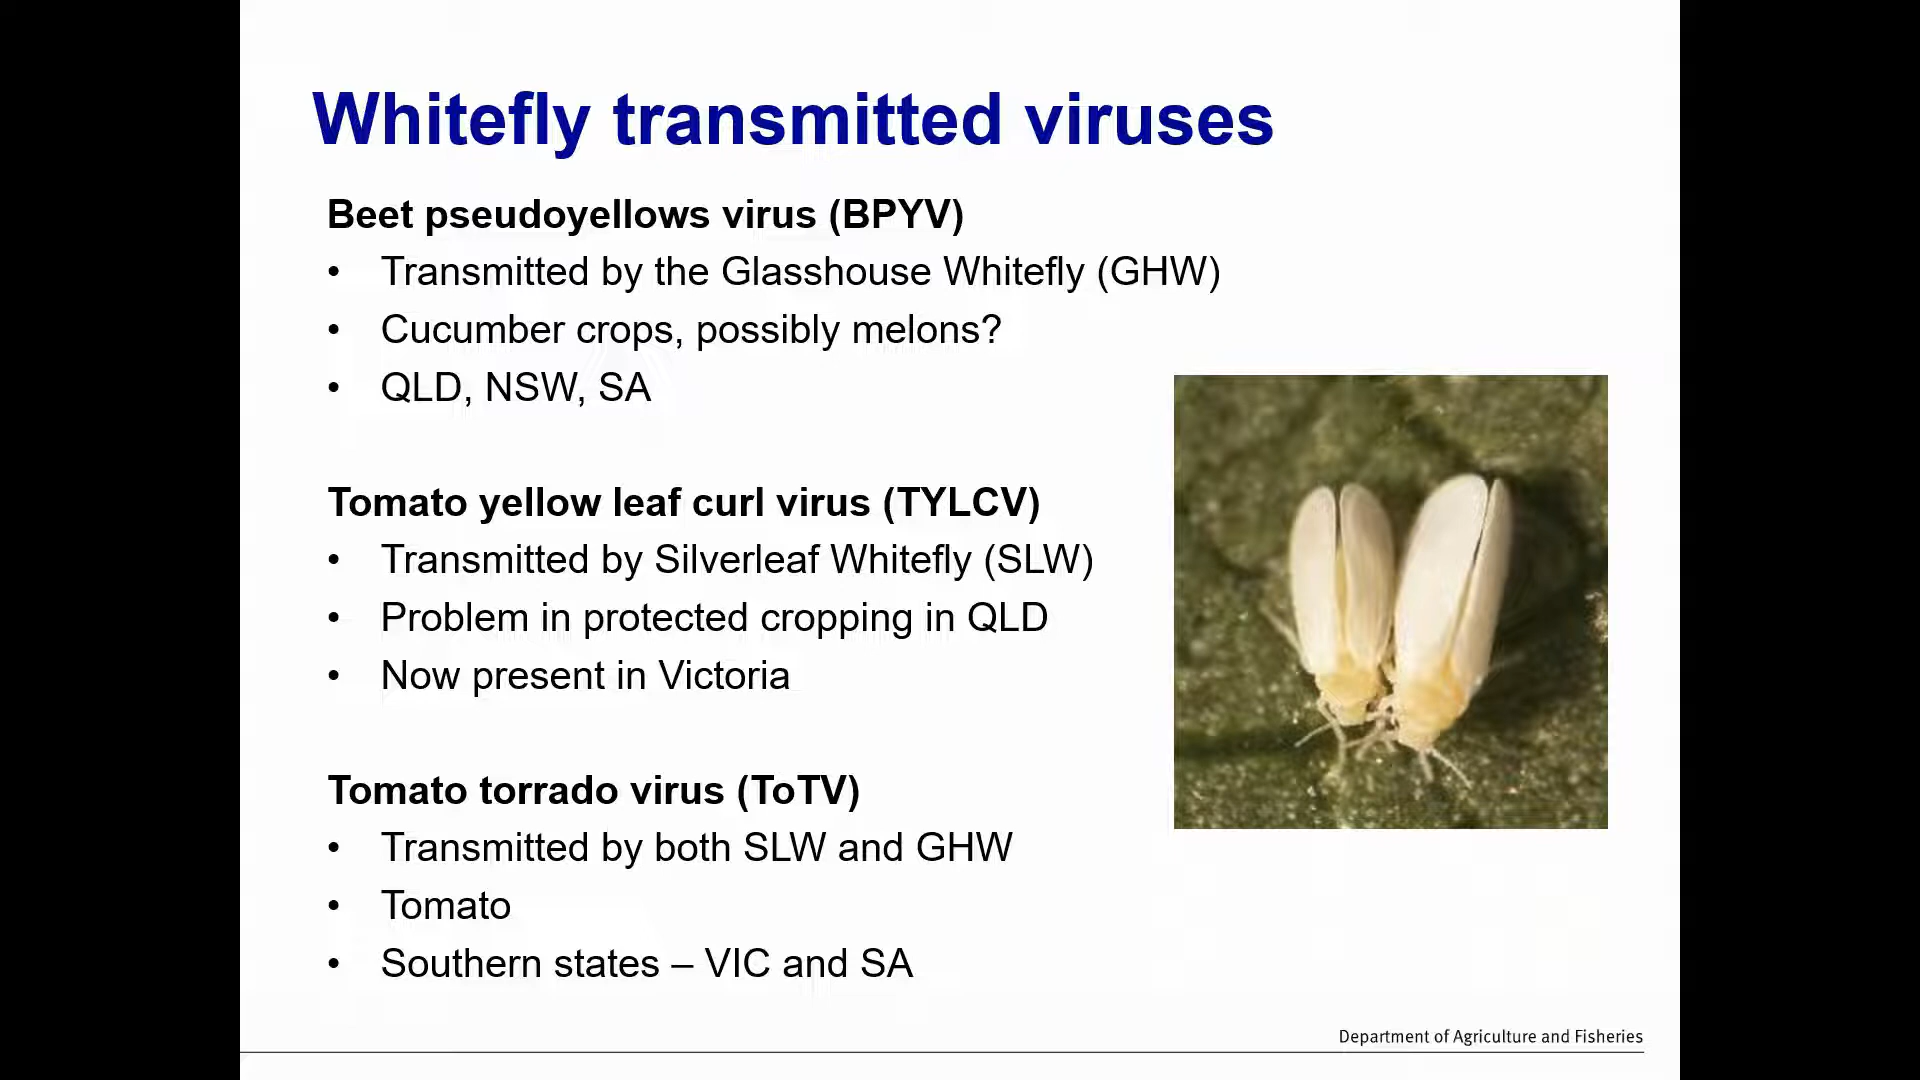 Whitefly transmitted viruses
Beet pseudoyellows virus (BPYV)
• Transmitted by the Glasshouse Whitefly (GHW)
• Cucumber crops, possibly melons?
• QLD, NSW, SA
Tomato yellow leaf curl virus (TYLCV)
• Transmitted by Silverleaf Whitefly (SLW)
• Problem in protected cropping in QLD
• Now present in Victoria
Tomato torrado virus (ToTV)
• Transmitted by both SLW and GHW
• Tomato
• Southern states – VIC and SA
Department of Agriculture and Fisheries